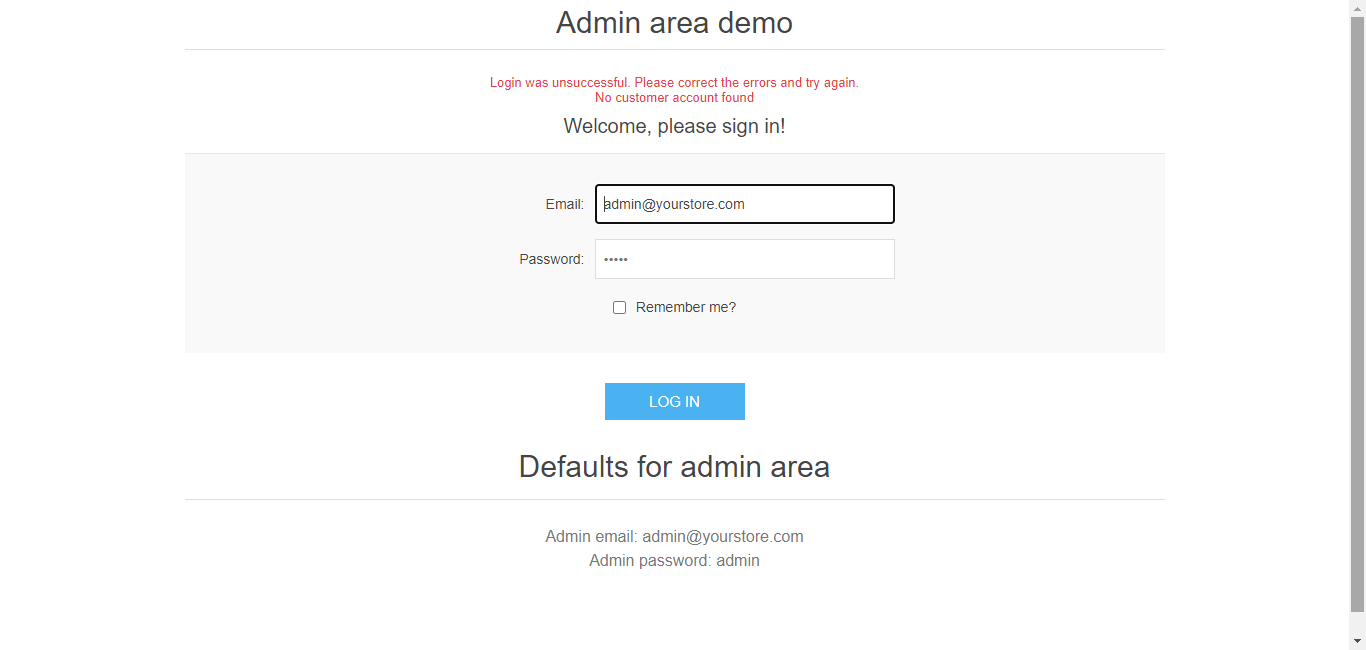 Admin area demo
Login was unsuccessful. Please correct the errors and try again.
No customer account found
Welcome, please sign in!
Email: admin@yourstore.com
Password: •••••
Remember me?
LOG IN
Defaults for admin area
Admin email: admin@yourstore.com
Admin password: admin